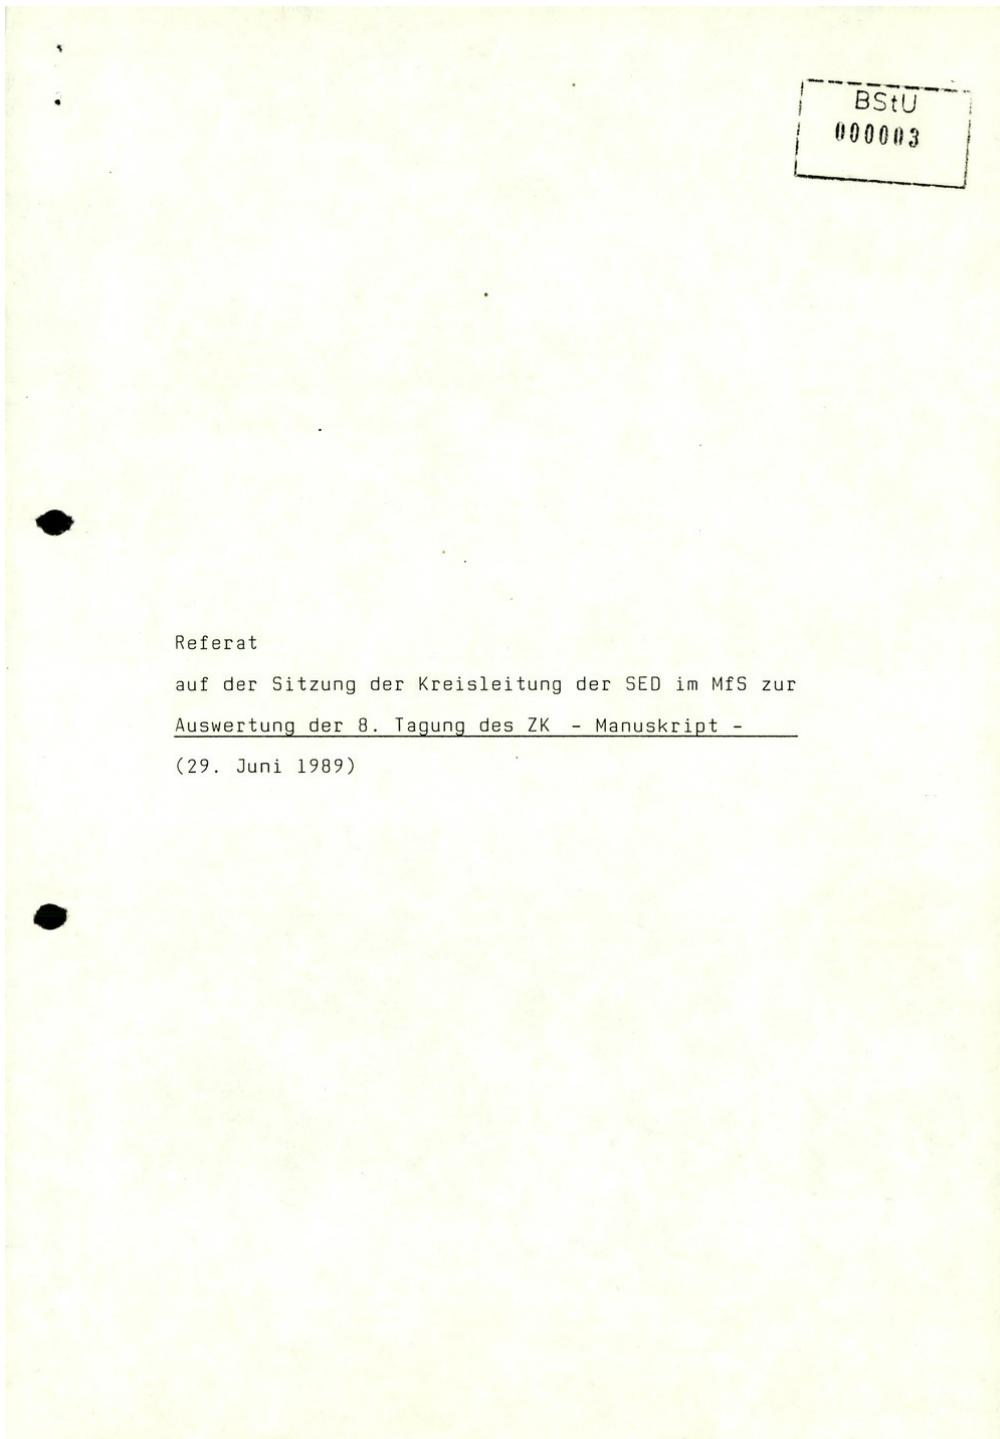 BStU
000003
Referat
auf der Sitzung der Kreisleitung der SED im MfS zur
Auswertung der 8. Tagung des ZK - Manuskript -
(29. Juni 1989)